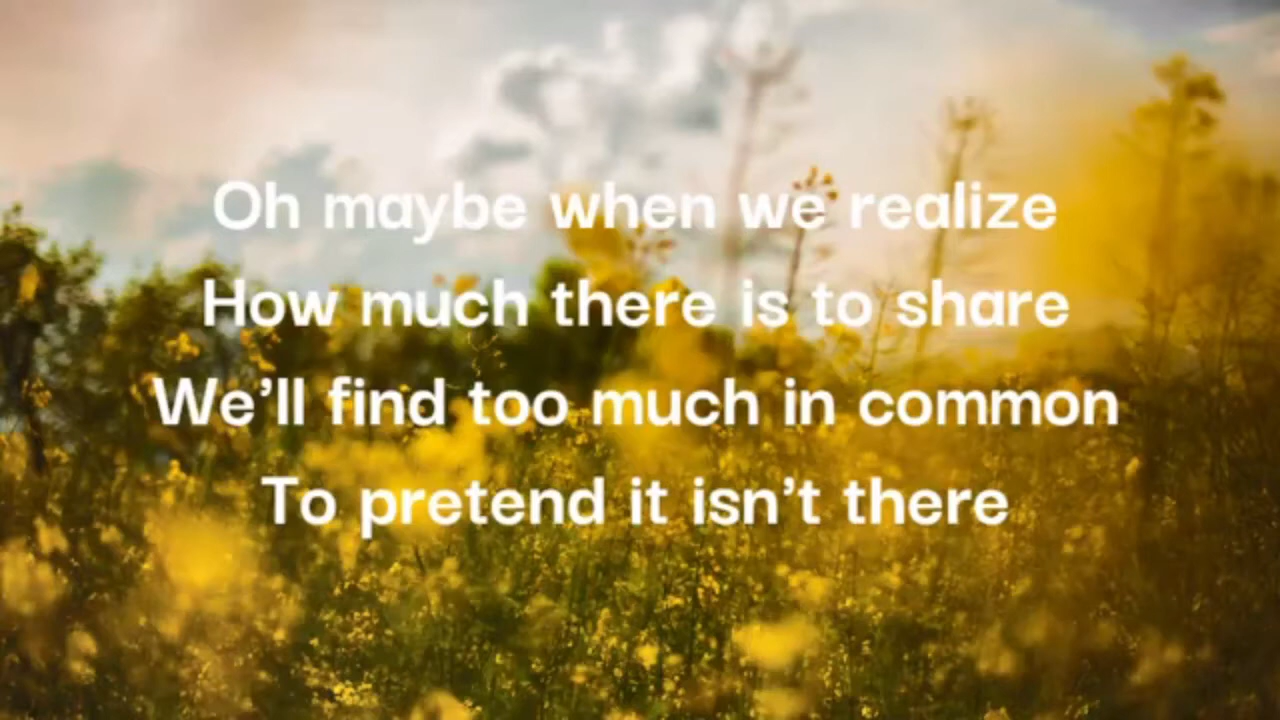 Oh maybe when we realize
How much there is to share
We’ll find too much in common
To pretend it isn’t there